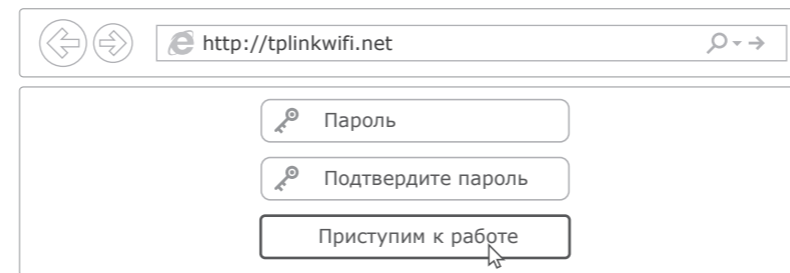 http://tplinkwifi.net
Пароль
Подтвердите пароль
Приступим к работе